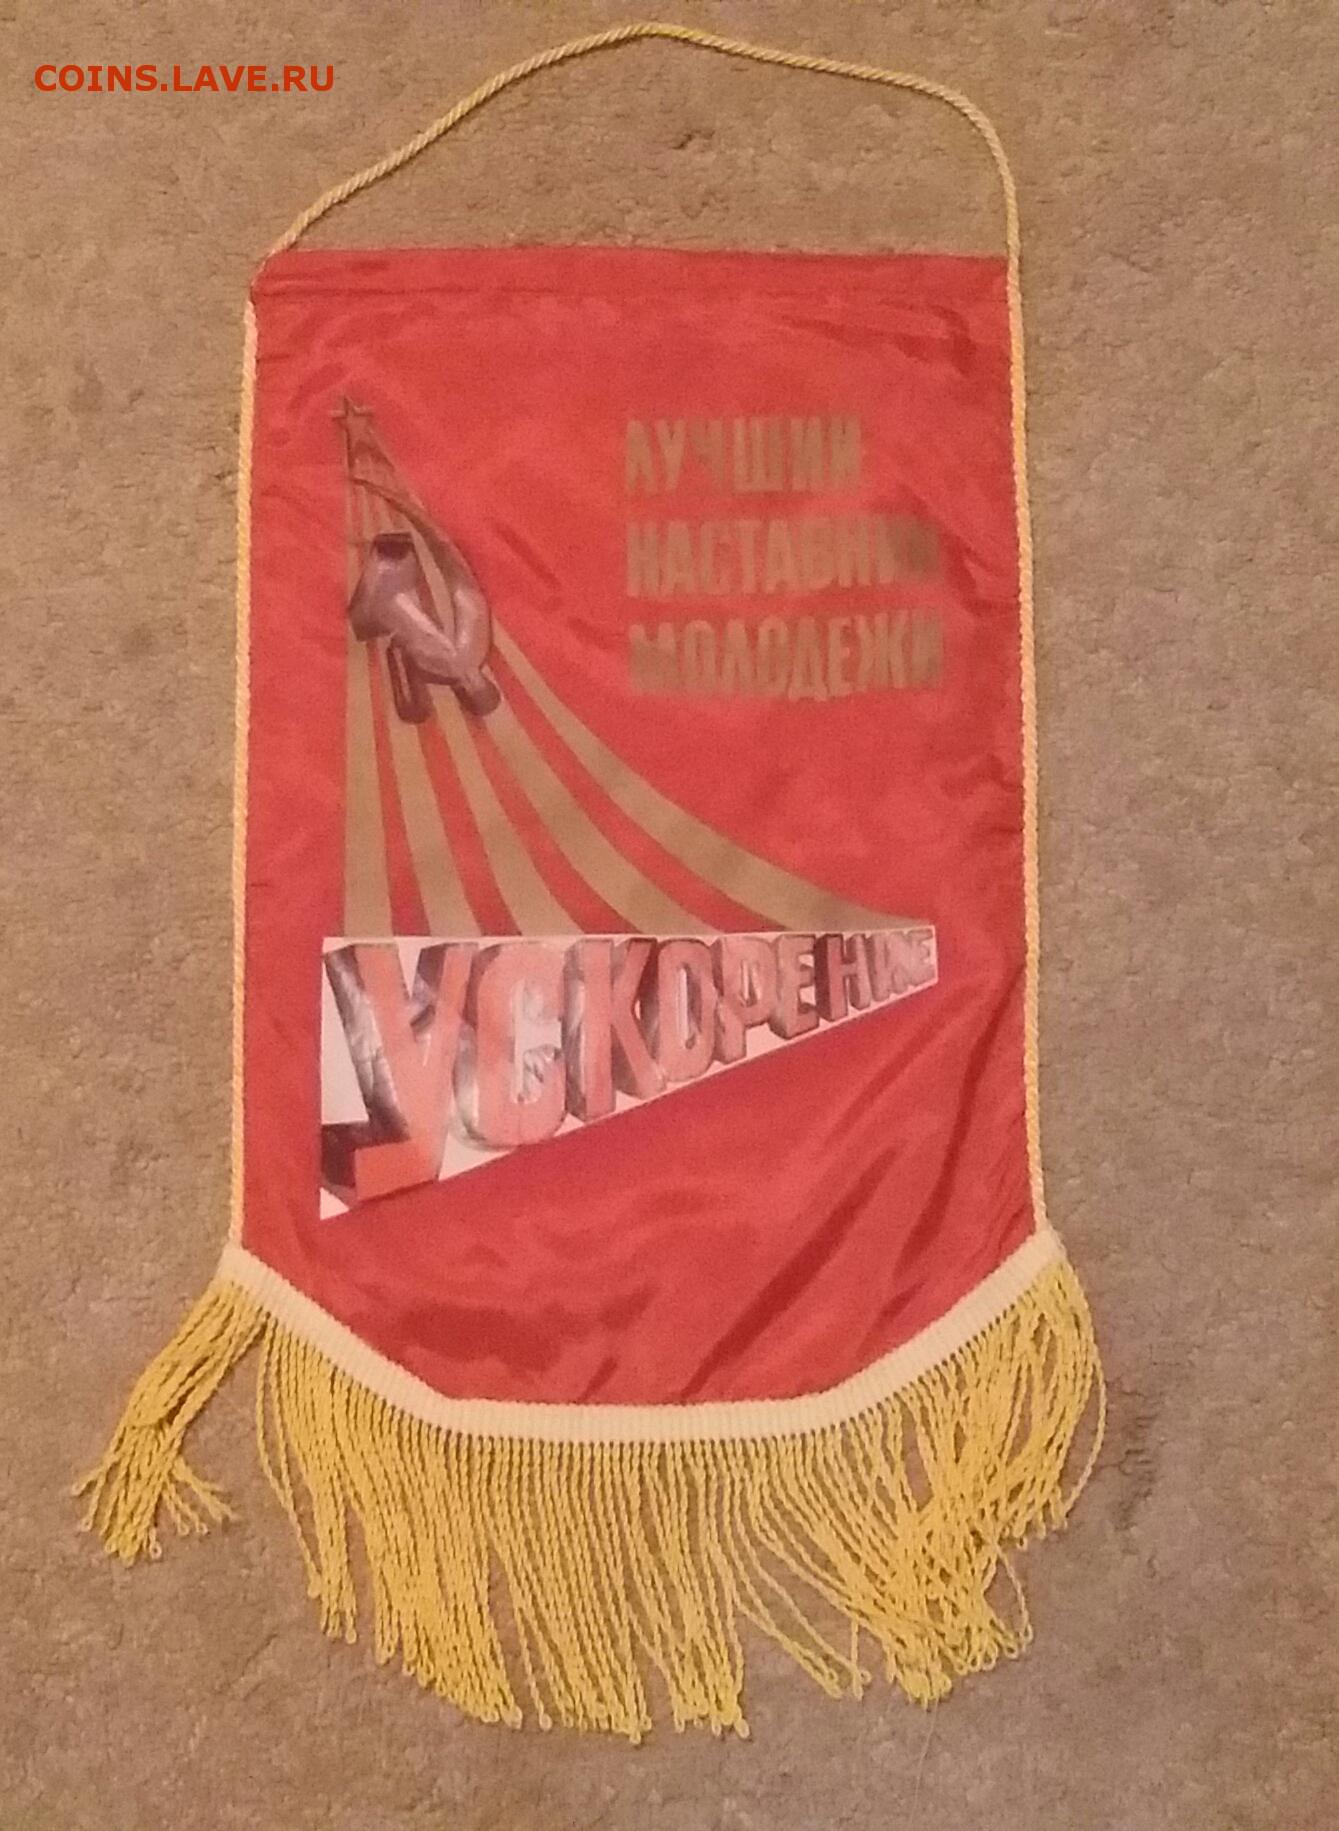 COINS.LAVE.RU
ЛУЧШИЙ
НАСТАВНИК
МОЛОДЕЖИ
УСКОРЕНИЕ